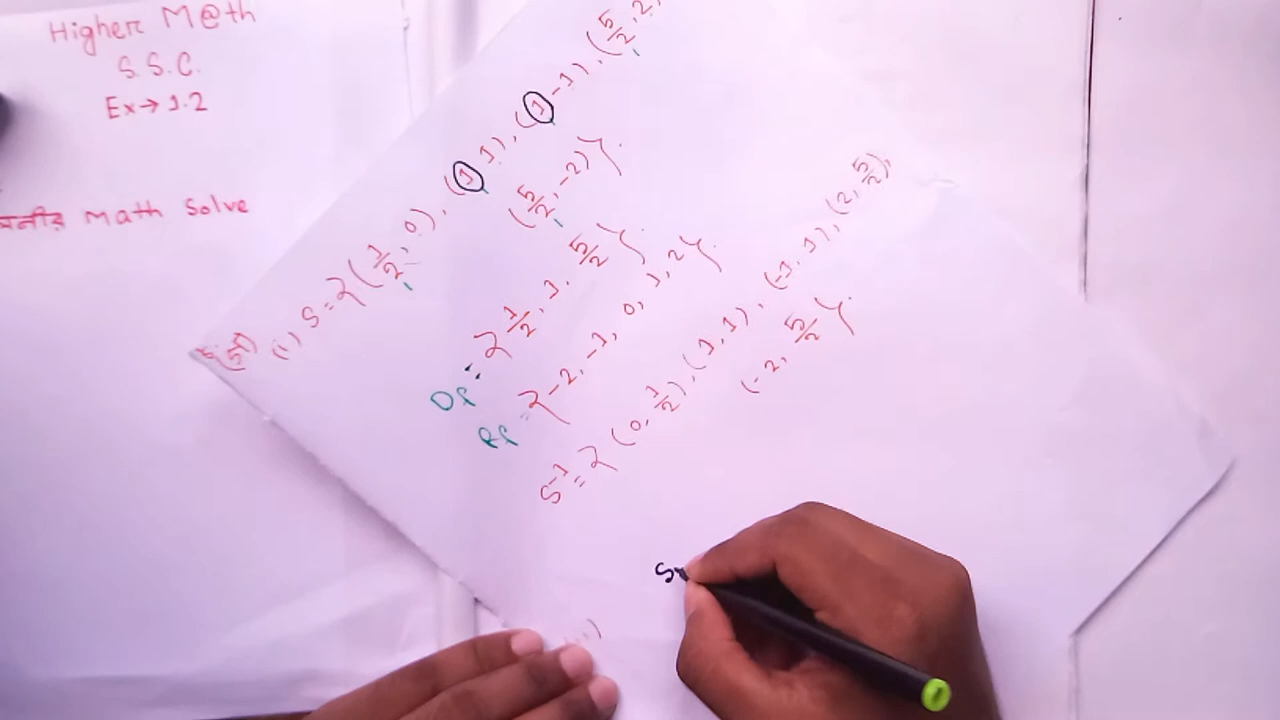 Higher M@th
S.S.C.
Ex→1.2
Math Solve
(i) S = {(1/2, 0), (1, 1), (1, -1), (5/2, 2),
(5/2, -2)}.
Df = {1/2, 1, 5/2}.
Rf = {-2, -1, 0, 1, 2}.
S⁻¹ = {(0, 1/2), (1, 1), (-1, 1), (2, 5/2),
(-2, 5/2)}.